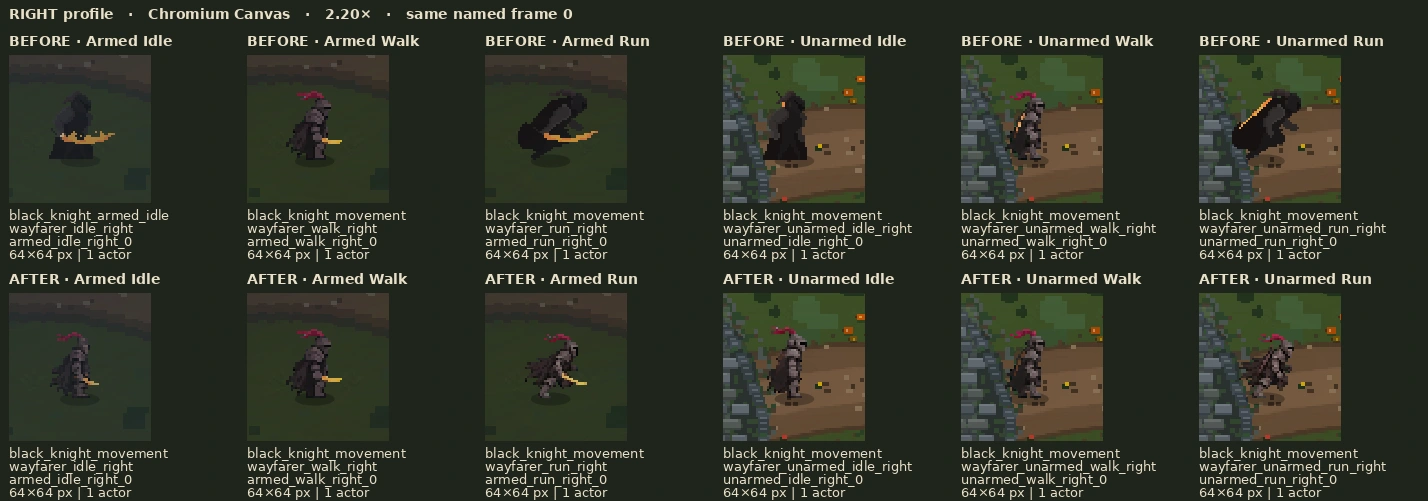 RIGHT profile · Chromium Canvas · 2.20× · same named frame 0
BEFORE · Armed Idle
black_knight_armed_idle
wayfarer_idle_right
armed_idle_right_0
64×64 px | 1 actor
BEFORE · Armed Walk
black_knight_movement
wayfarer_walk_right
armed_walk_right_0
64×64 px | 1 actor
BEFORE · Armed Run
black_knight_movement
wayfarer_run_right
armed_run_right_0
64×64 px | 1 actor
BEFORE · Unarmed Idle
black_knight_movement
wayfarer_unarmed_idle_right
unarmed_idle_right_0
64×64 px | 1 actor
BEFORE · Unarmed Walk
black_knight_movement
wayfarer_unarmed_walk_right
unarmed_walk_right_0
64×64 px | 1 actor
BEFORE · Unarmed Run
black_knight_movement
wayfarer_unarmed_run_right
unarmed_run_right_0
64×64 px | 1 actor
AFTER · Armed Idle
black_knight_movement
wayfarer_idle_right
armed_idle_right_0
64×64 px | 1 actor
AFTER · Armed Walk
black_knight_movement
wayfarer_walk_right
armed_walk_right_0
64×64 px | 1 actor
AFTER · Armed Run
black_knight_movement
wayfarer_run_right
armed_run_right_0
64×64 px | 1 actor
AFTER · Unarmed Idle
black_knight_movement
wayfarer_unarmed_idle_right
unarmed_idle_right_0
64×64 px | 1 actor
AFTER · Unarmed Walk
black_knight_movement
wayfarer_unarmed_walk_right
unarmed_walk_right_0
64×64 px | 1 actor
AFTER · Unarmed Run
black_knight_movement
wayfarer_unarmed_run_right
unarmed_run_right_0
64×64 px | 1 actor